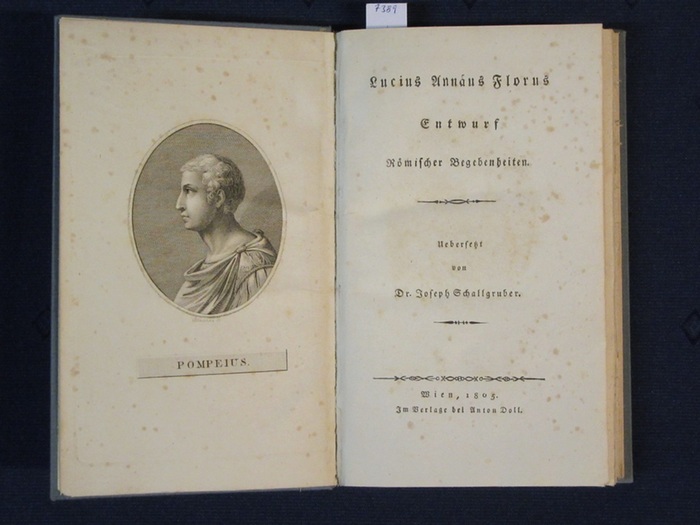 7389
POMPEIUS.
Lucius Annäus Florus
Entwurf
Römischer Begebenheiten.
Uebersetzt
von
Dr. Joseph Schallgruber.
Wien, 1805.
Im Verlage bei Anton Doll.